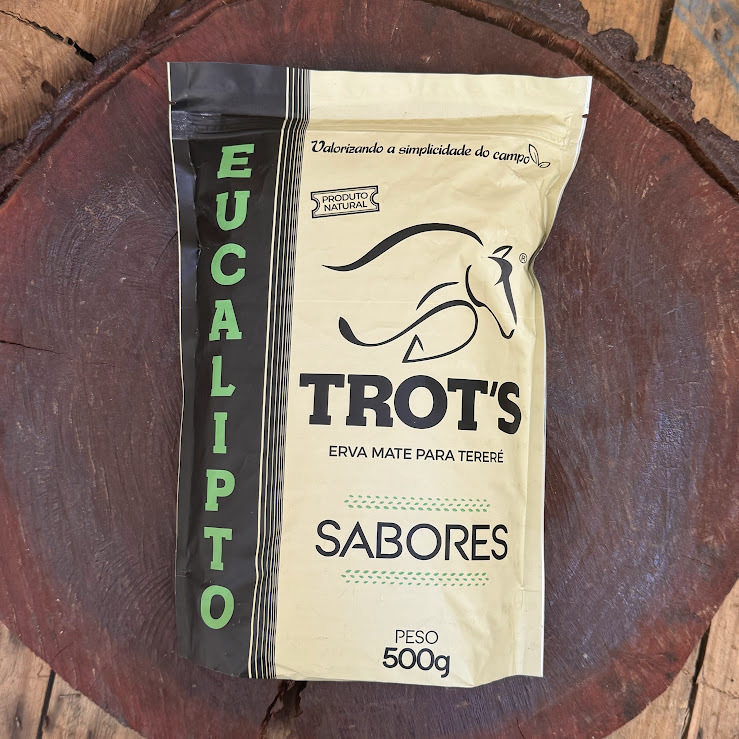 EUCALIPTO
Valorizando a simplicidade do campo
PRODUTO
NATURAL
®
TROT'S
ERVA MATE PARA TERERÉ
SABORES
PESO
500g